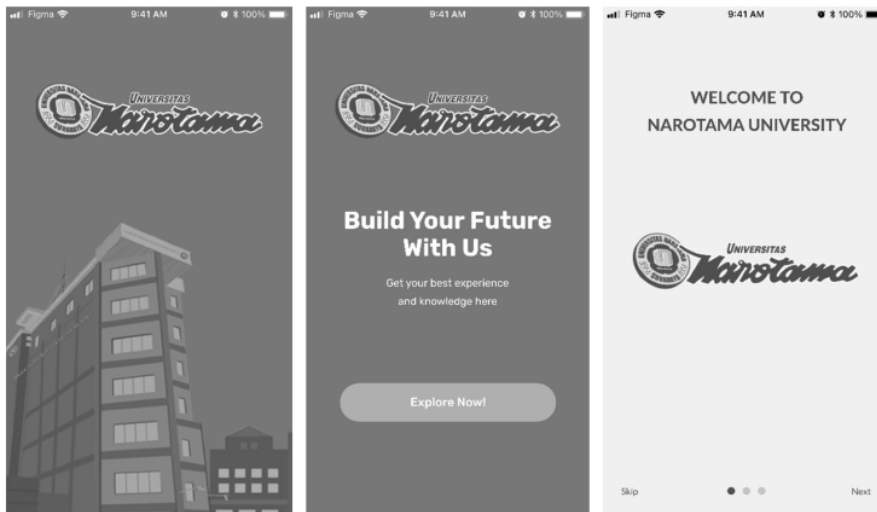 Figma 9:41 AM 100%
UNIVERSITAS
Narotama
Figma 9:41 AM 100%
UNIVERSITAS
Narotama
Build Your Future
With Us
Get your best experience
and knowledge here
Explore Now!
Figma 9:41 AM 100%
WELCOME TO
NAROTAMA UNIVERSITY
UNIVERSITAS
Narotama
Skip
Next